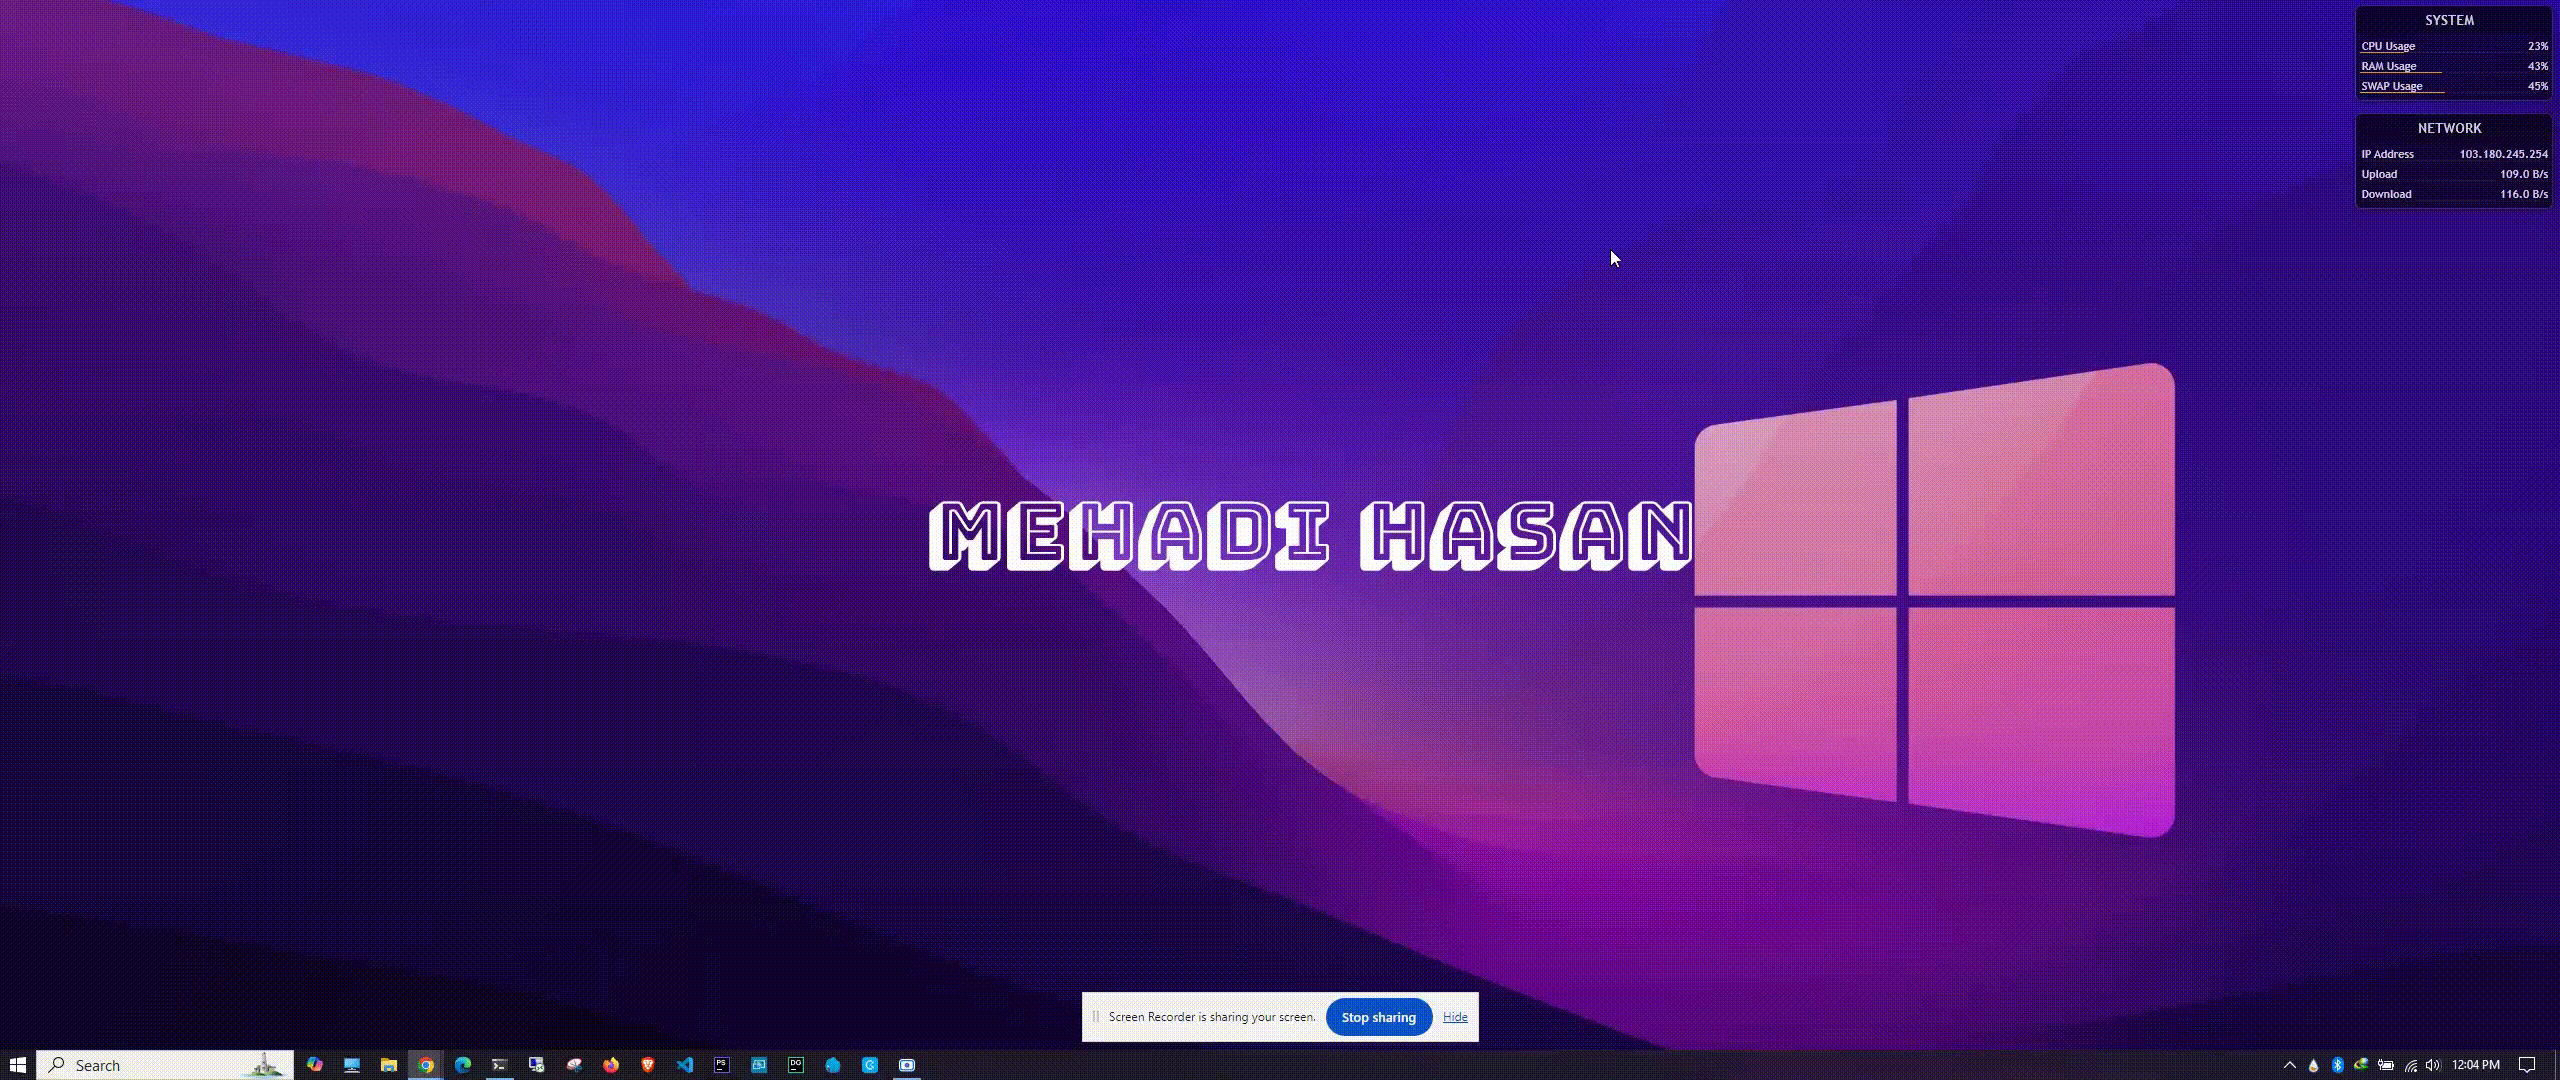 SYSTEM
CPU Usage 23%
RAM Usage 43%
SWAP Usage 45%
NETWORK
IP Address 103.180.245.254
Upload 109.0 B/s
Download 116.0 B/s
MEHADI HASAN
Screen Recorder is sharing your screen. Stop sharing Hide
Search PS DG C 12:04 PM